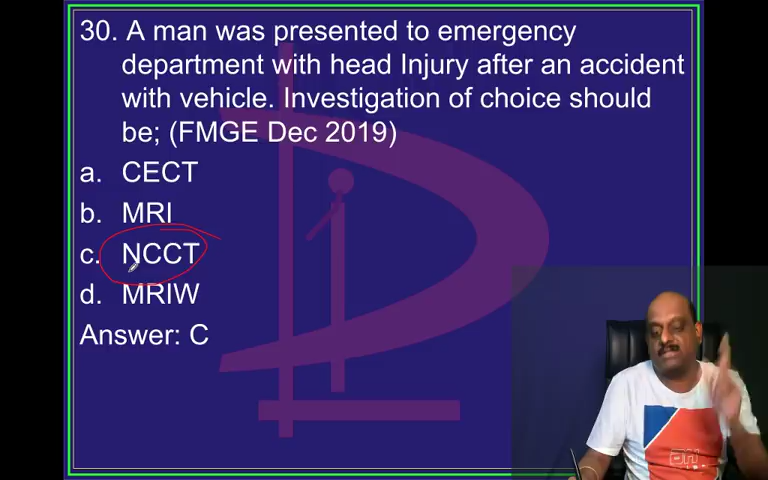 30. A man was presented to emergency
department with head Injury after an accident
with vehicle. Investigation of choice should
be; (FMGE Dec 2019)
a. CECT
b. MRI
c. NCCT
d. MRIW
Answer: C